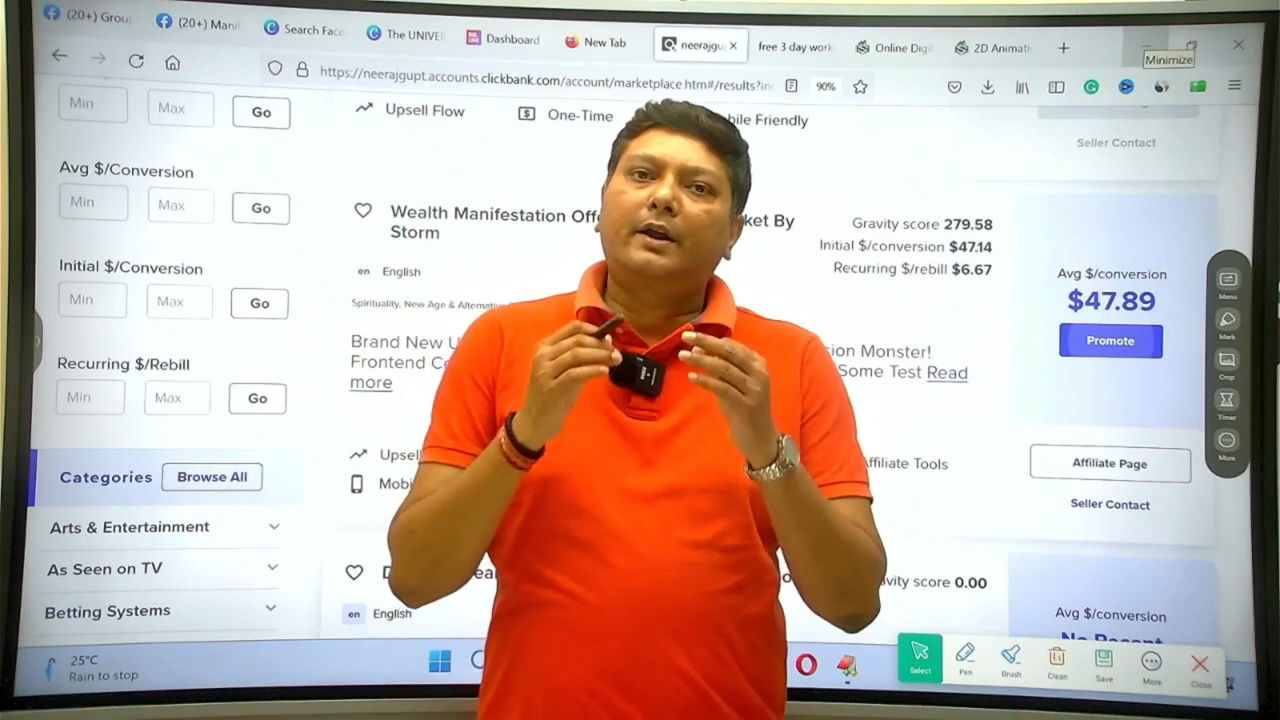 (20+) Grou
(20+) Mani
Search Face
The UNIVER
Dashboard
New Tab
neerajgu
free 3 day work
Online Digi
2D Animatio
Minimize
https://neerajgupt.accounts.clickbank.com/account/marketplace.htm#/results?inc
90%
Min Max Go
Upsell Flow
One-Time
bile Friendly
Seller Contact
Avg $/Conversion
Min Max Go
Initial $/Conversion
Min Max Go
Recurring $/Rebill
Min Max Go
Categories Browse All
Arts & Entertainment
As Seen on TV
Betting Systems
Wealth Manifestation Off ket By
Storm
en English
Spirituality, New Age & Alternativ
Brand New U ion Monster!
Frontend Co Some Test Read
more
Upsel ffiliate Tools
Mobi
Gravity score 279.58
Initial $/conversion $47.14
Recurring $/rebill $6.67
Avg $/conversion
$47.89
Promote
Affiliate Page
Seller Contact
vity score 0.00
en English
Avg $/conversion
No Recent
Menu
Mark
Crop
Timer
More
25°C
Rain to stop
Select Pen Brush Clean Save More Close